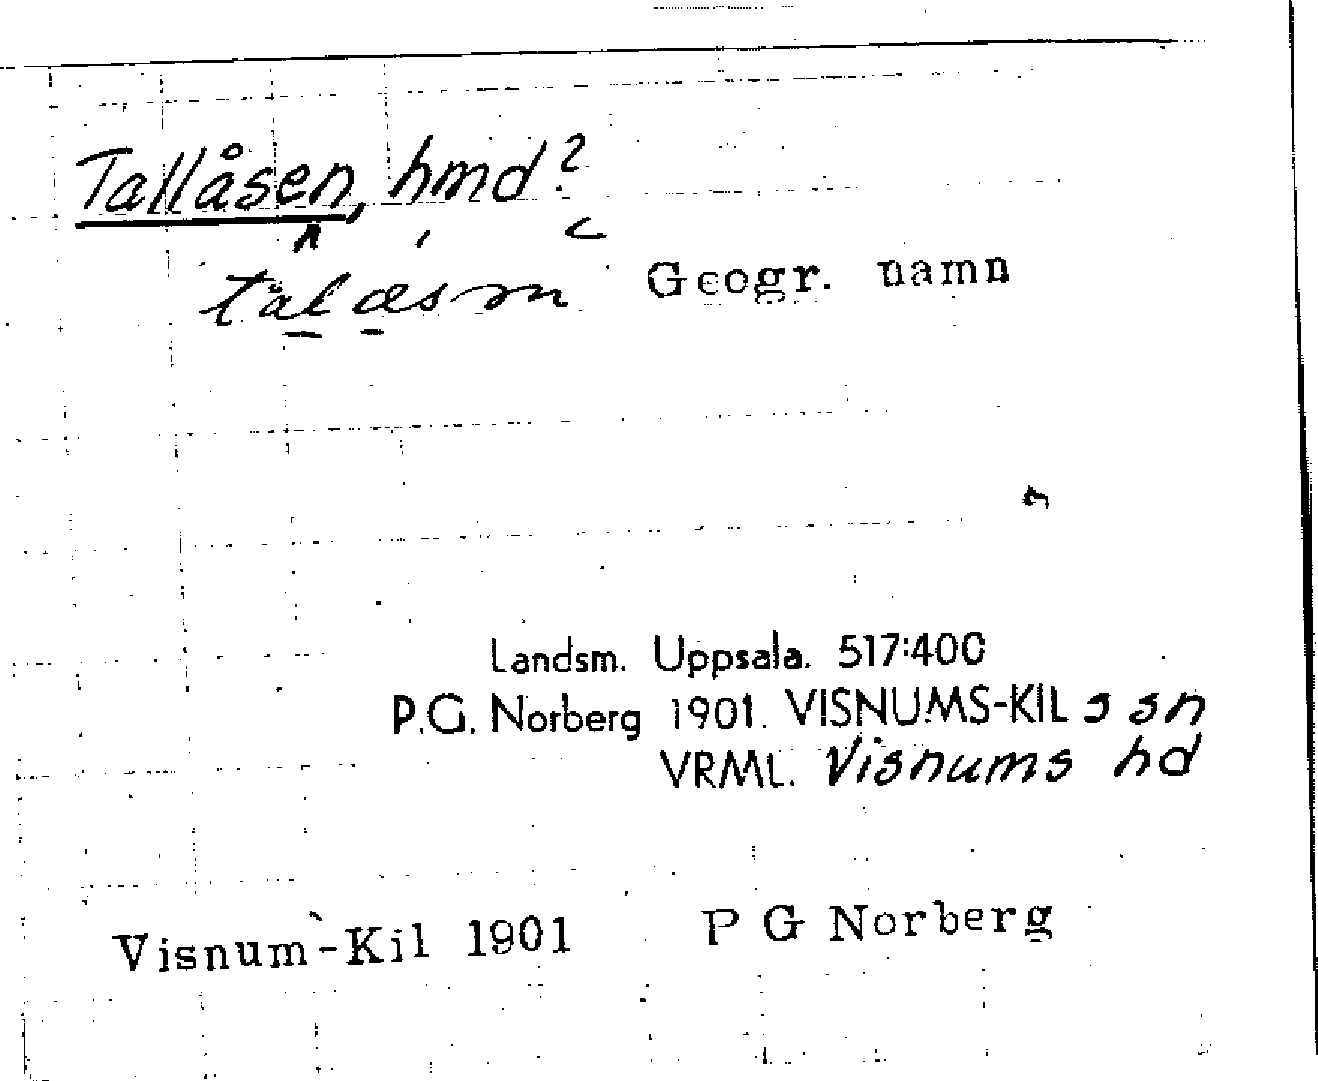 Tallåsen, hmd?
Geogr. namn
Landsm. Uppsala. 517:400
P.G. Norberg 1901. VISNUMS-KIL s sn
VRML. Visnums hd
Visnum-Kil 1901 P G Norberg